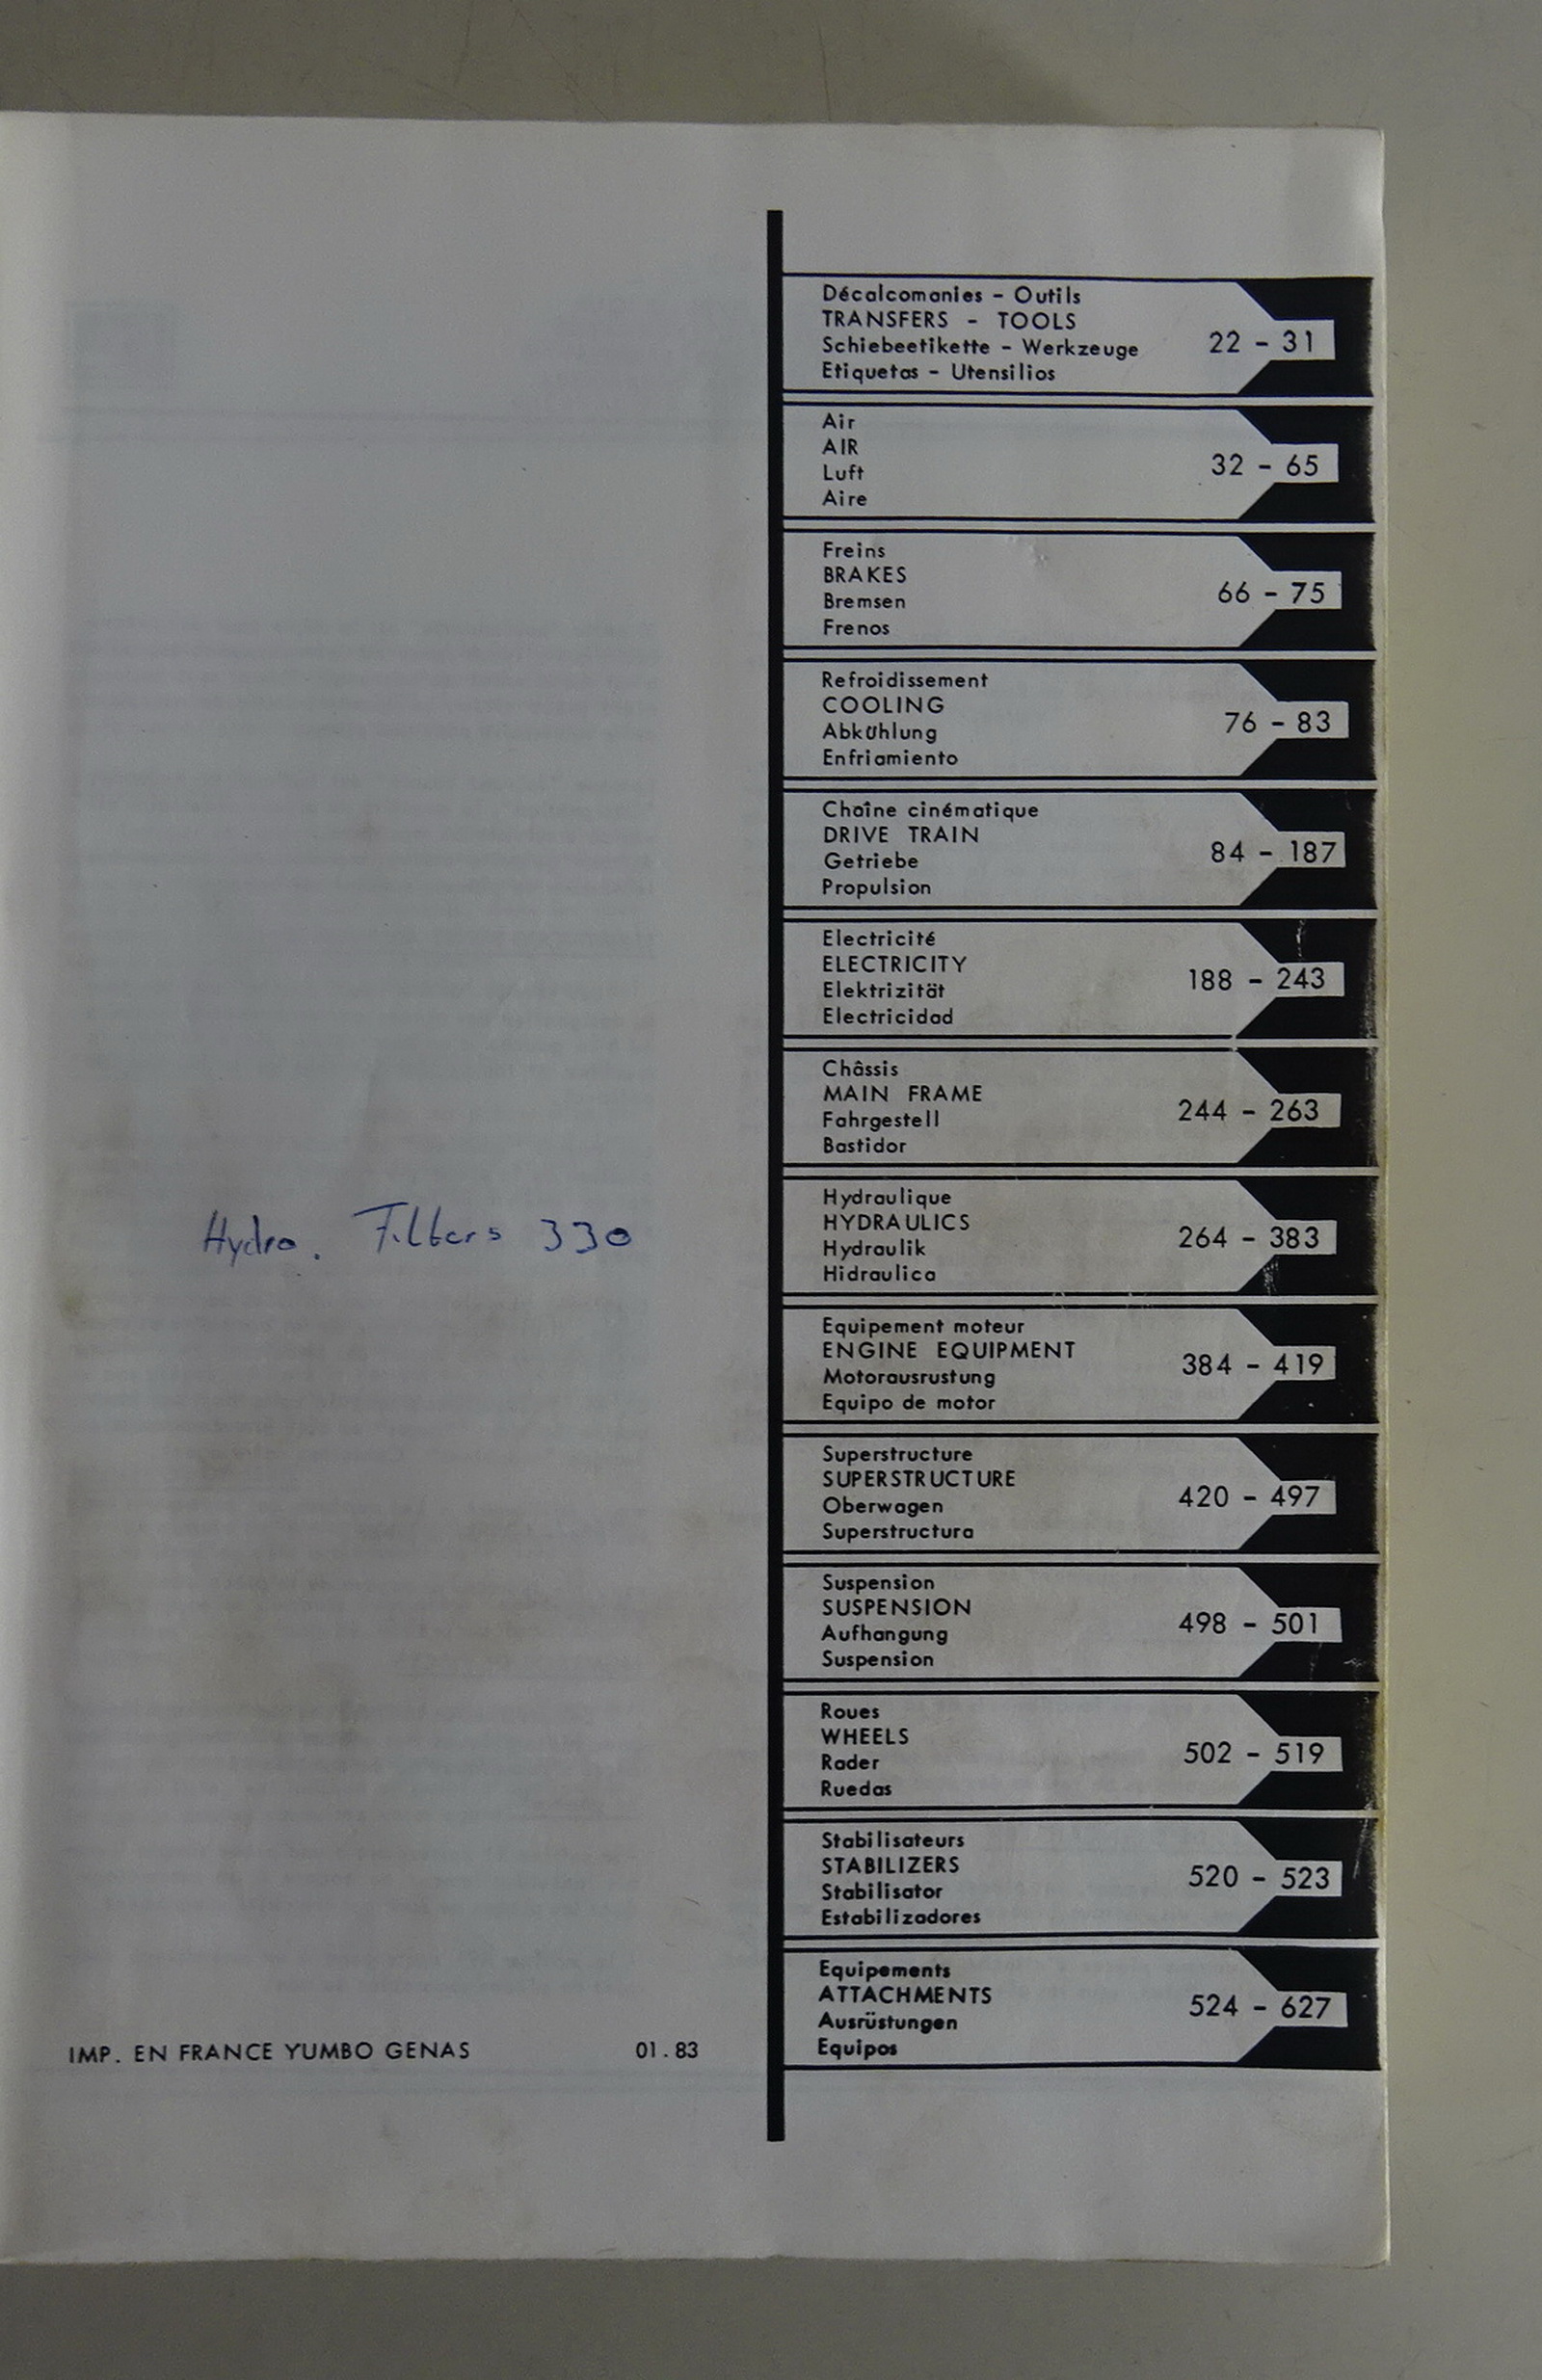 Décalcomanies - Outils
TRANSFERS - TOOLS
Schiebeetikette - Werkzeuge
Etiquetas - Utensilios
22 - 31
Air
AIR
Luft
Aire
32 - 65
Freins
BRAKES
Bremsen
Frenos
66 - 75
Refroidissement
COOLING
Abkühlung
Enfriamiento
76 - 83
Chaîne cinématique
DRIVE TRAIN
Getriebe
Propulsion
84 - 187
Electricité
ELECTRICITY
Elektrizität
Electricidad
188 - 243
Châssis
MAIN FRAME
Fahrgestell
Bastidor
244 - 263
Hydraulique
HYDRAULICS
Hydraulik
Hidraulica
264 - 383
Hydro. Filters 330
Equipement moteur
ENGINE EQUIPMENT
Motorausrustung
Equipo de motor
384 - 419
Superstructure
SUPERSTRUCTURE
Oberwagen
Superstructura
420 - 497
Suspension
SUSPENSION
Aufhangung
Suspension
498 - 501
Roues
WHEELS
Rader
Ruedas
502 - 519
Stabilisateurs
STABILIZERS
Stabilisator
Estabilizadores
520 - 523
Equipements
ATTACHMENTS
Ausrüstungen
Equipos
524 - 627
IMP. EN FRANCE YUMBO GENAS 01.83